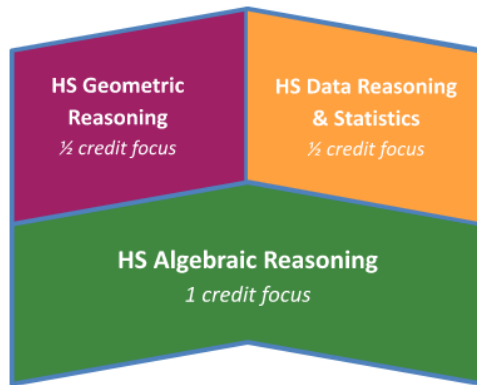 HS Geometric
Reasoning
½ credit focus
HS Data Reasoning
& Statistics
½ credit focus
HS Algebraic Reasoning
1 credit focus